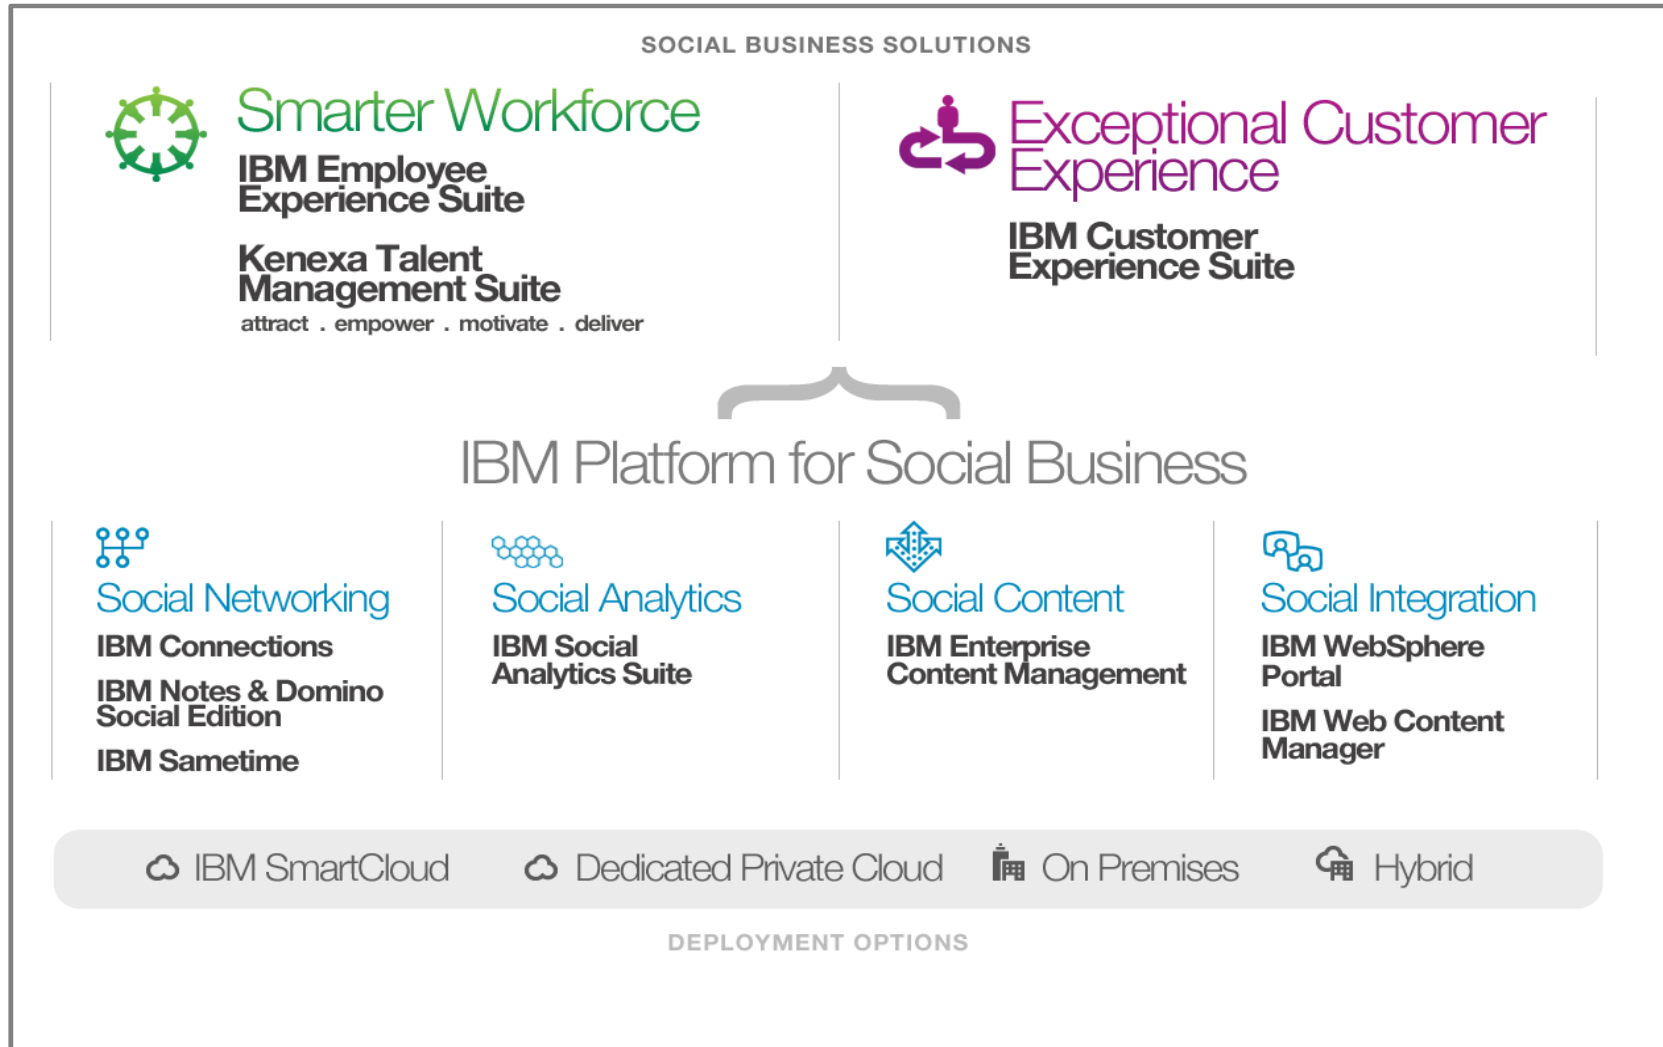 SOCIAL BUSINESS SOLUTIONS
Smarter Workforce
IBM Employee
Experience Suite
Kenexa Talent
Management Suite
attract . empower . motivate . deliver
Exceptional Customer
Experience
IBM Customer
Experience Suite
IBM Platform for Social Business
Social Networking
IBM Connections
IBM Notes & Domino
Social Edition
IBM Sametime
Social Analytics
IBM Social
Analytics Suite
Social Content
IBM Enterprise
Content Management
Social Integration
IBM WebSphere
Portal
IBM Web Content
Manager
IBM SmartCloud
Dedicated Private Cloud
On Premises
Hybrid
DEPLOYMENT OPTIONS